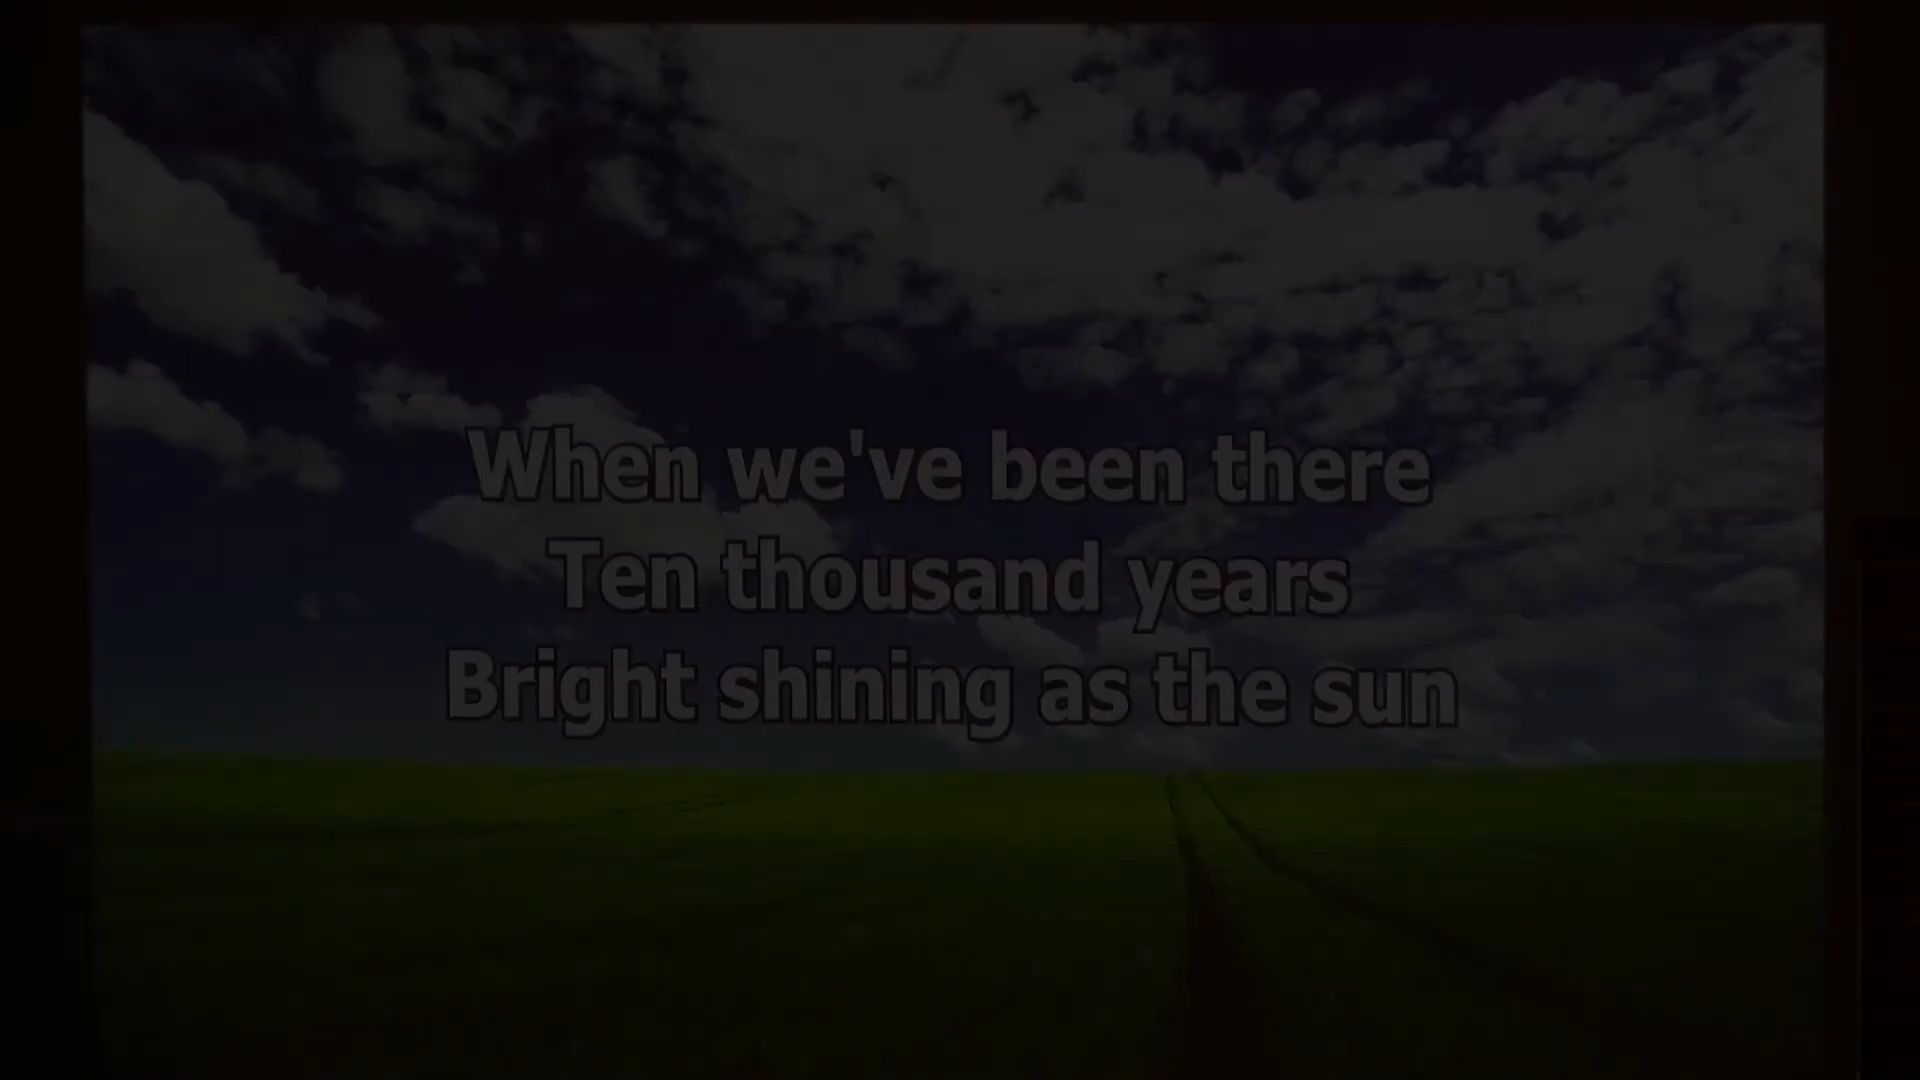 When we've been there
Ten thousand years
Bright shining as the sun